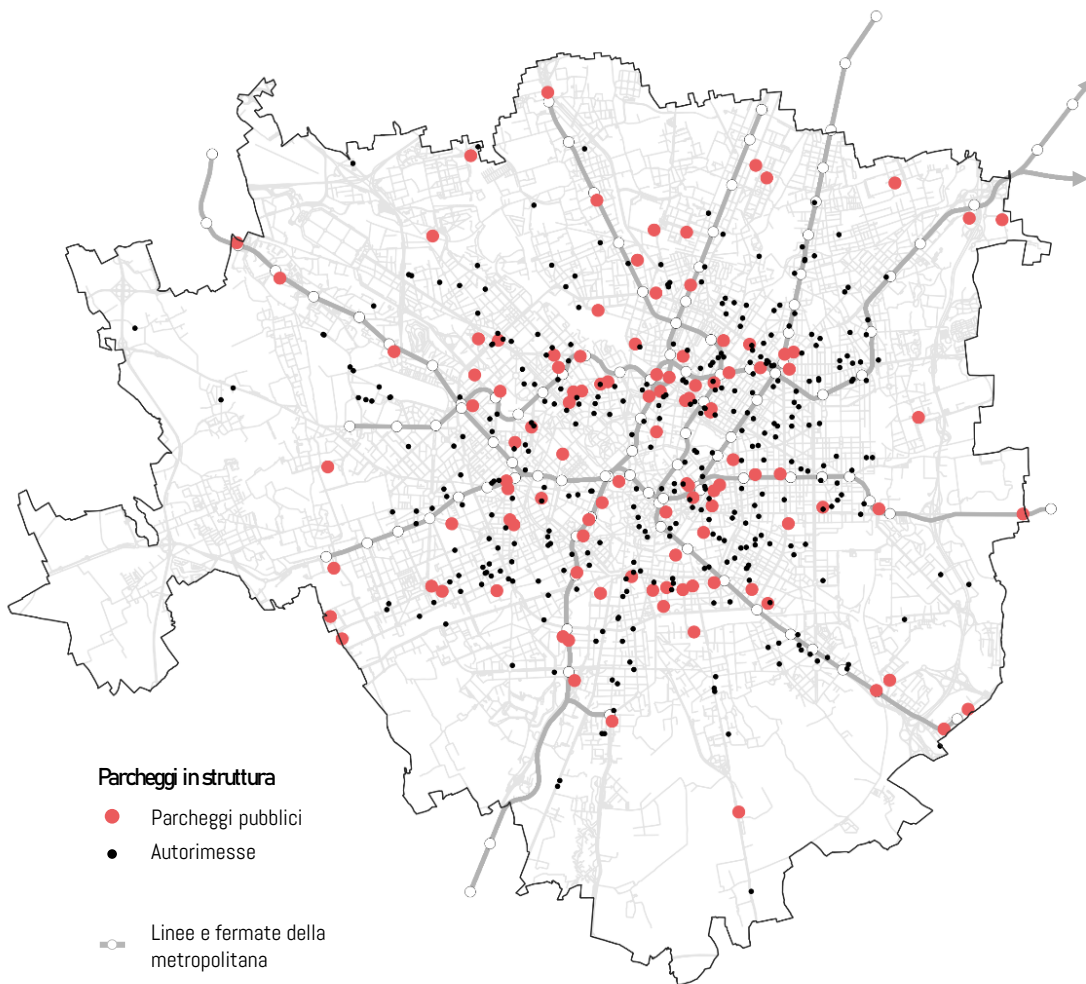 Parcheggi in struttura
Parcheggi pubblici
Autorimesse
Linee e fermate della
metropolitana